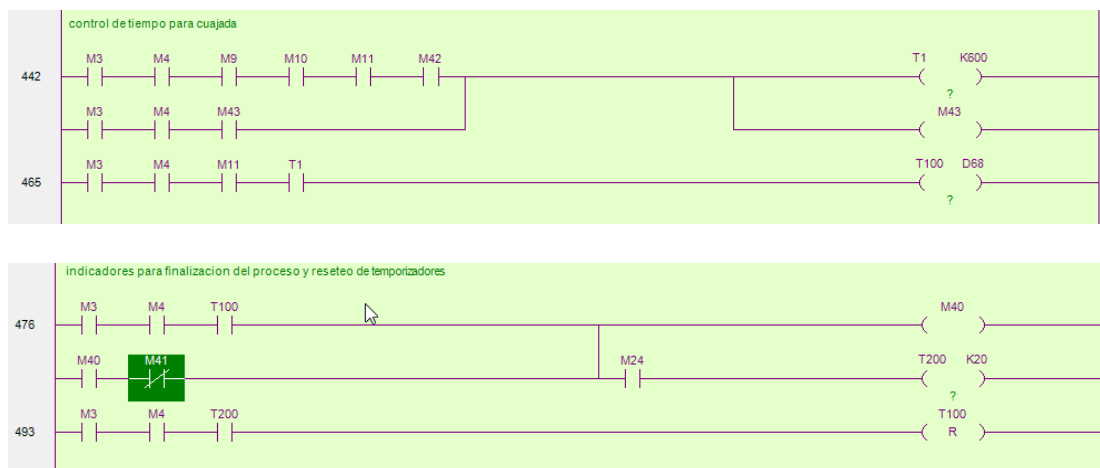 control de tiempo para cuajada
M3 M4 M9 M10 M11 M42 T1 K600
442
?
M3 M4 M43 M43
M3 M4 M11 T1 T100 D68
465
?
indicadores para finalizacion del proceso y reseteo de temporizadores
M3 M4 T100 M40
476
M40 M41 M24 T200 K20
?
M3 M4 T200 T100
493 R